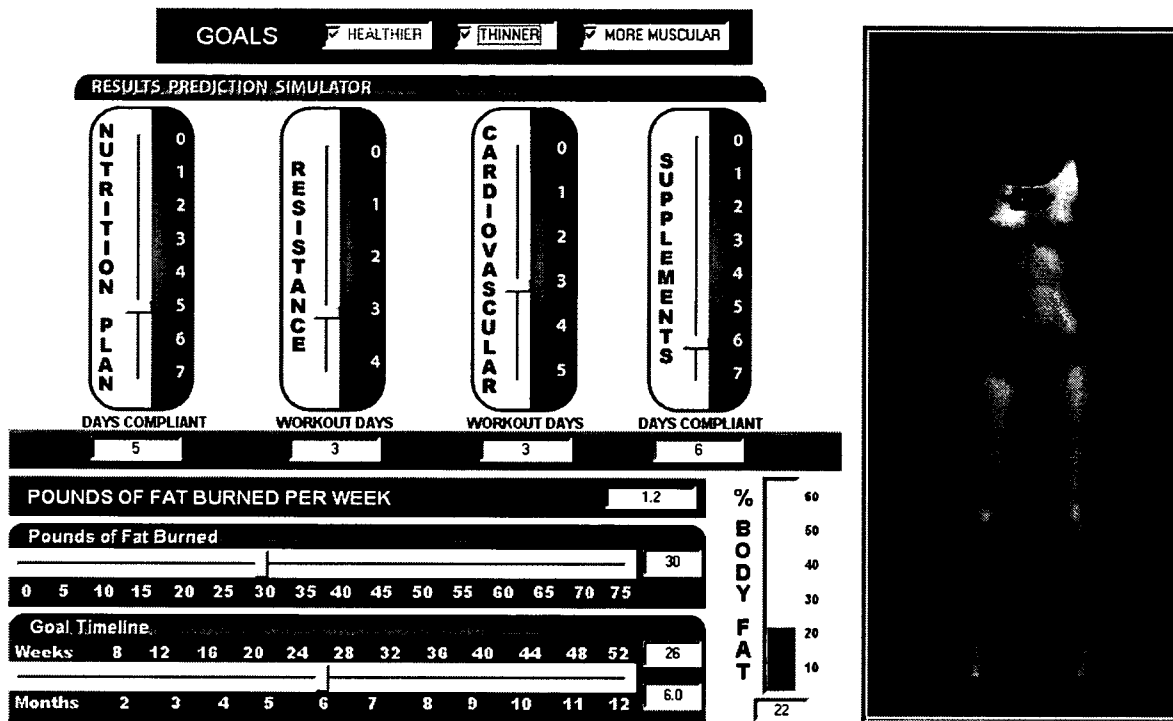 GOALS HEALTHIER THINNER MORE MUSCULAR
RESULTS PREDICTION SIMULATOR
NUTRITION PLAN
0
1
2
3
4
5
6
7
RESISTANCE
0
1
2
3
4
CARDIOVASCULAR
0
1
2
3
4
5
SUPPLEMENTS
0
1
2
3
4
5
6
7
DAYS COMPLIANT WORKOUT DAYS WORKOUT DAYS DAYS COMPLIANT
5 3 3 6
POUNDS OF FAT BURNED PER WEEK 1.2
Pounds of Fat Burned
30
0 5 10 15 20 25 30 35 40 45 50 55 60 65 70 75
Goal Timeline
Weeks 8 12 16 20 24 28 32 36 40 44 48 52 26
6.0
Months 2 3 4 5 6 7 8 9 10 11 12
% BODY FAT
60
50
40
30
20
10
22